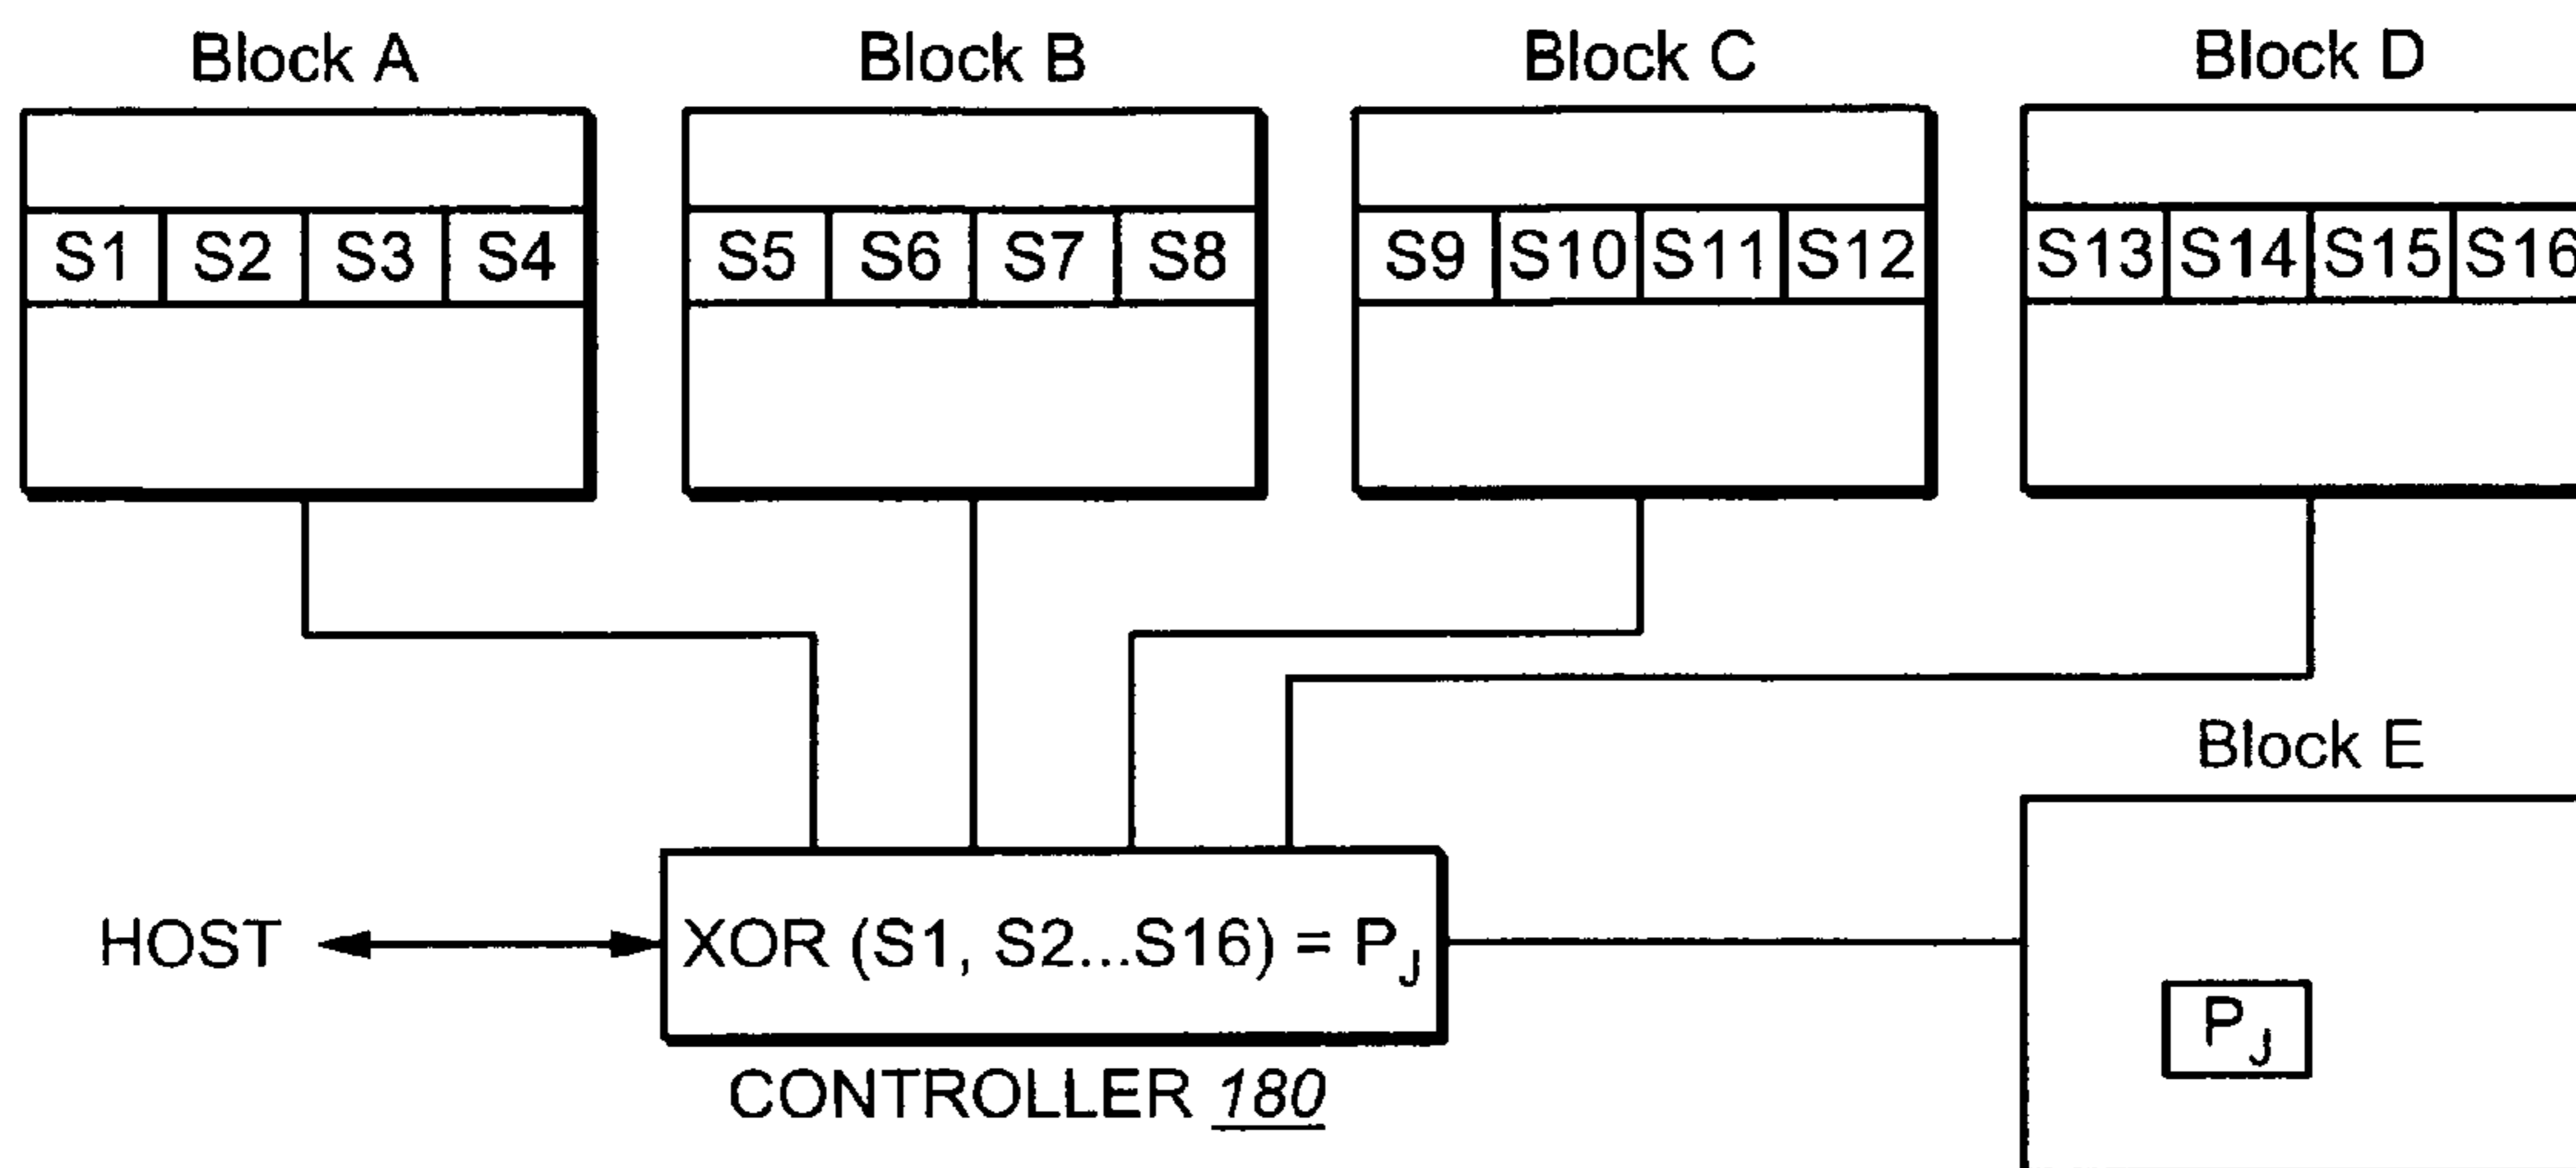 Block A Block B Block C Block D
S1 S2 S3 S4 S5 S6 S7 S8 S9 S10 S11 S12 S13 S14 S15 S16
Block E
HOST XOR (S1, S2...S16) = PJ
PJ
CONTROLLER 180